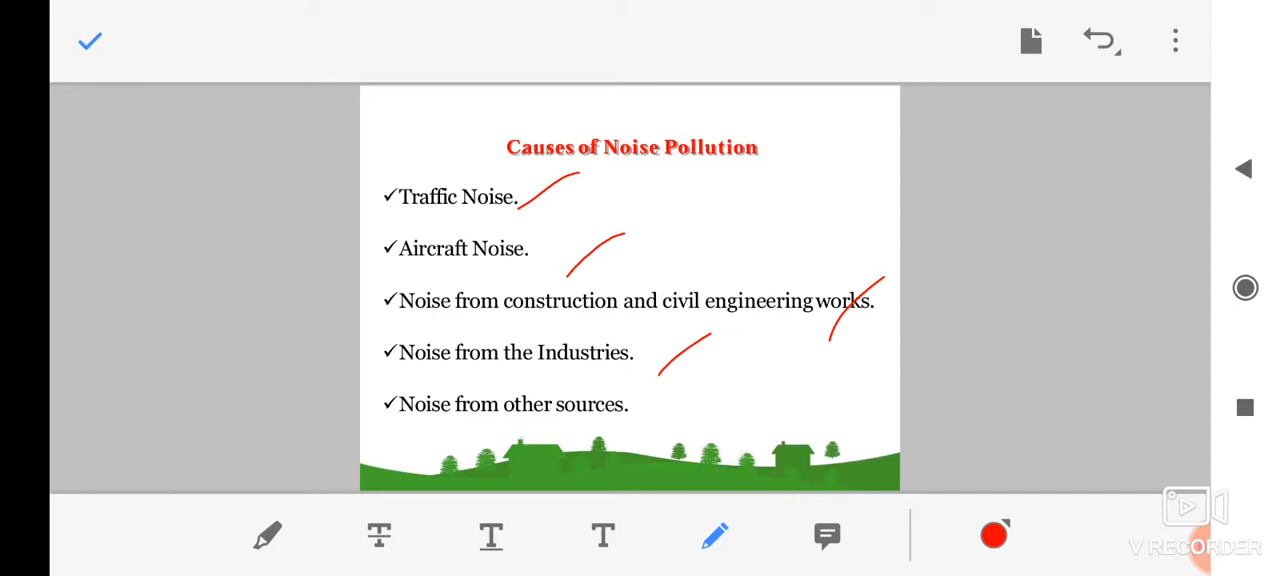 Causes of Noise Pollution
✓Traffic Noise.
✓Aircraft Noise.
✓Noise from construction and civil engineering works.
✓Noise from the Industries.
✓Noise from other sources.
T
T
T
V RECORDER